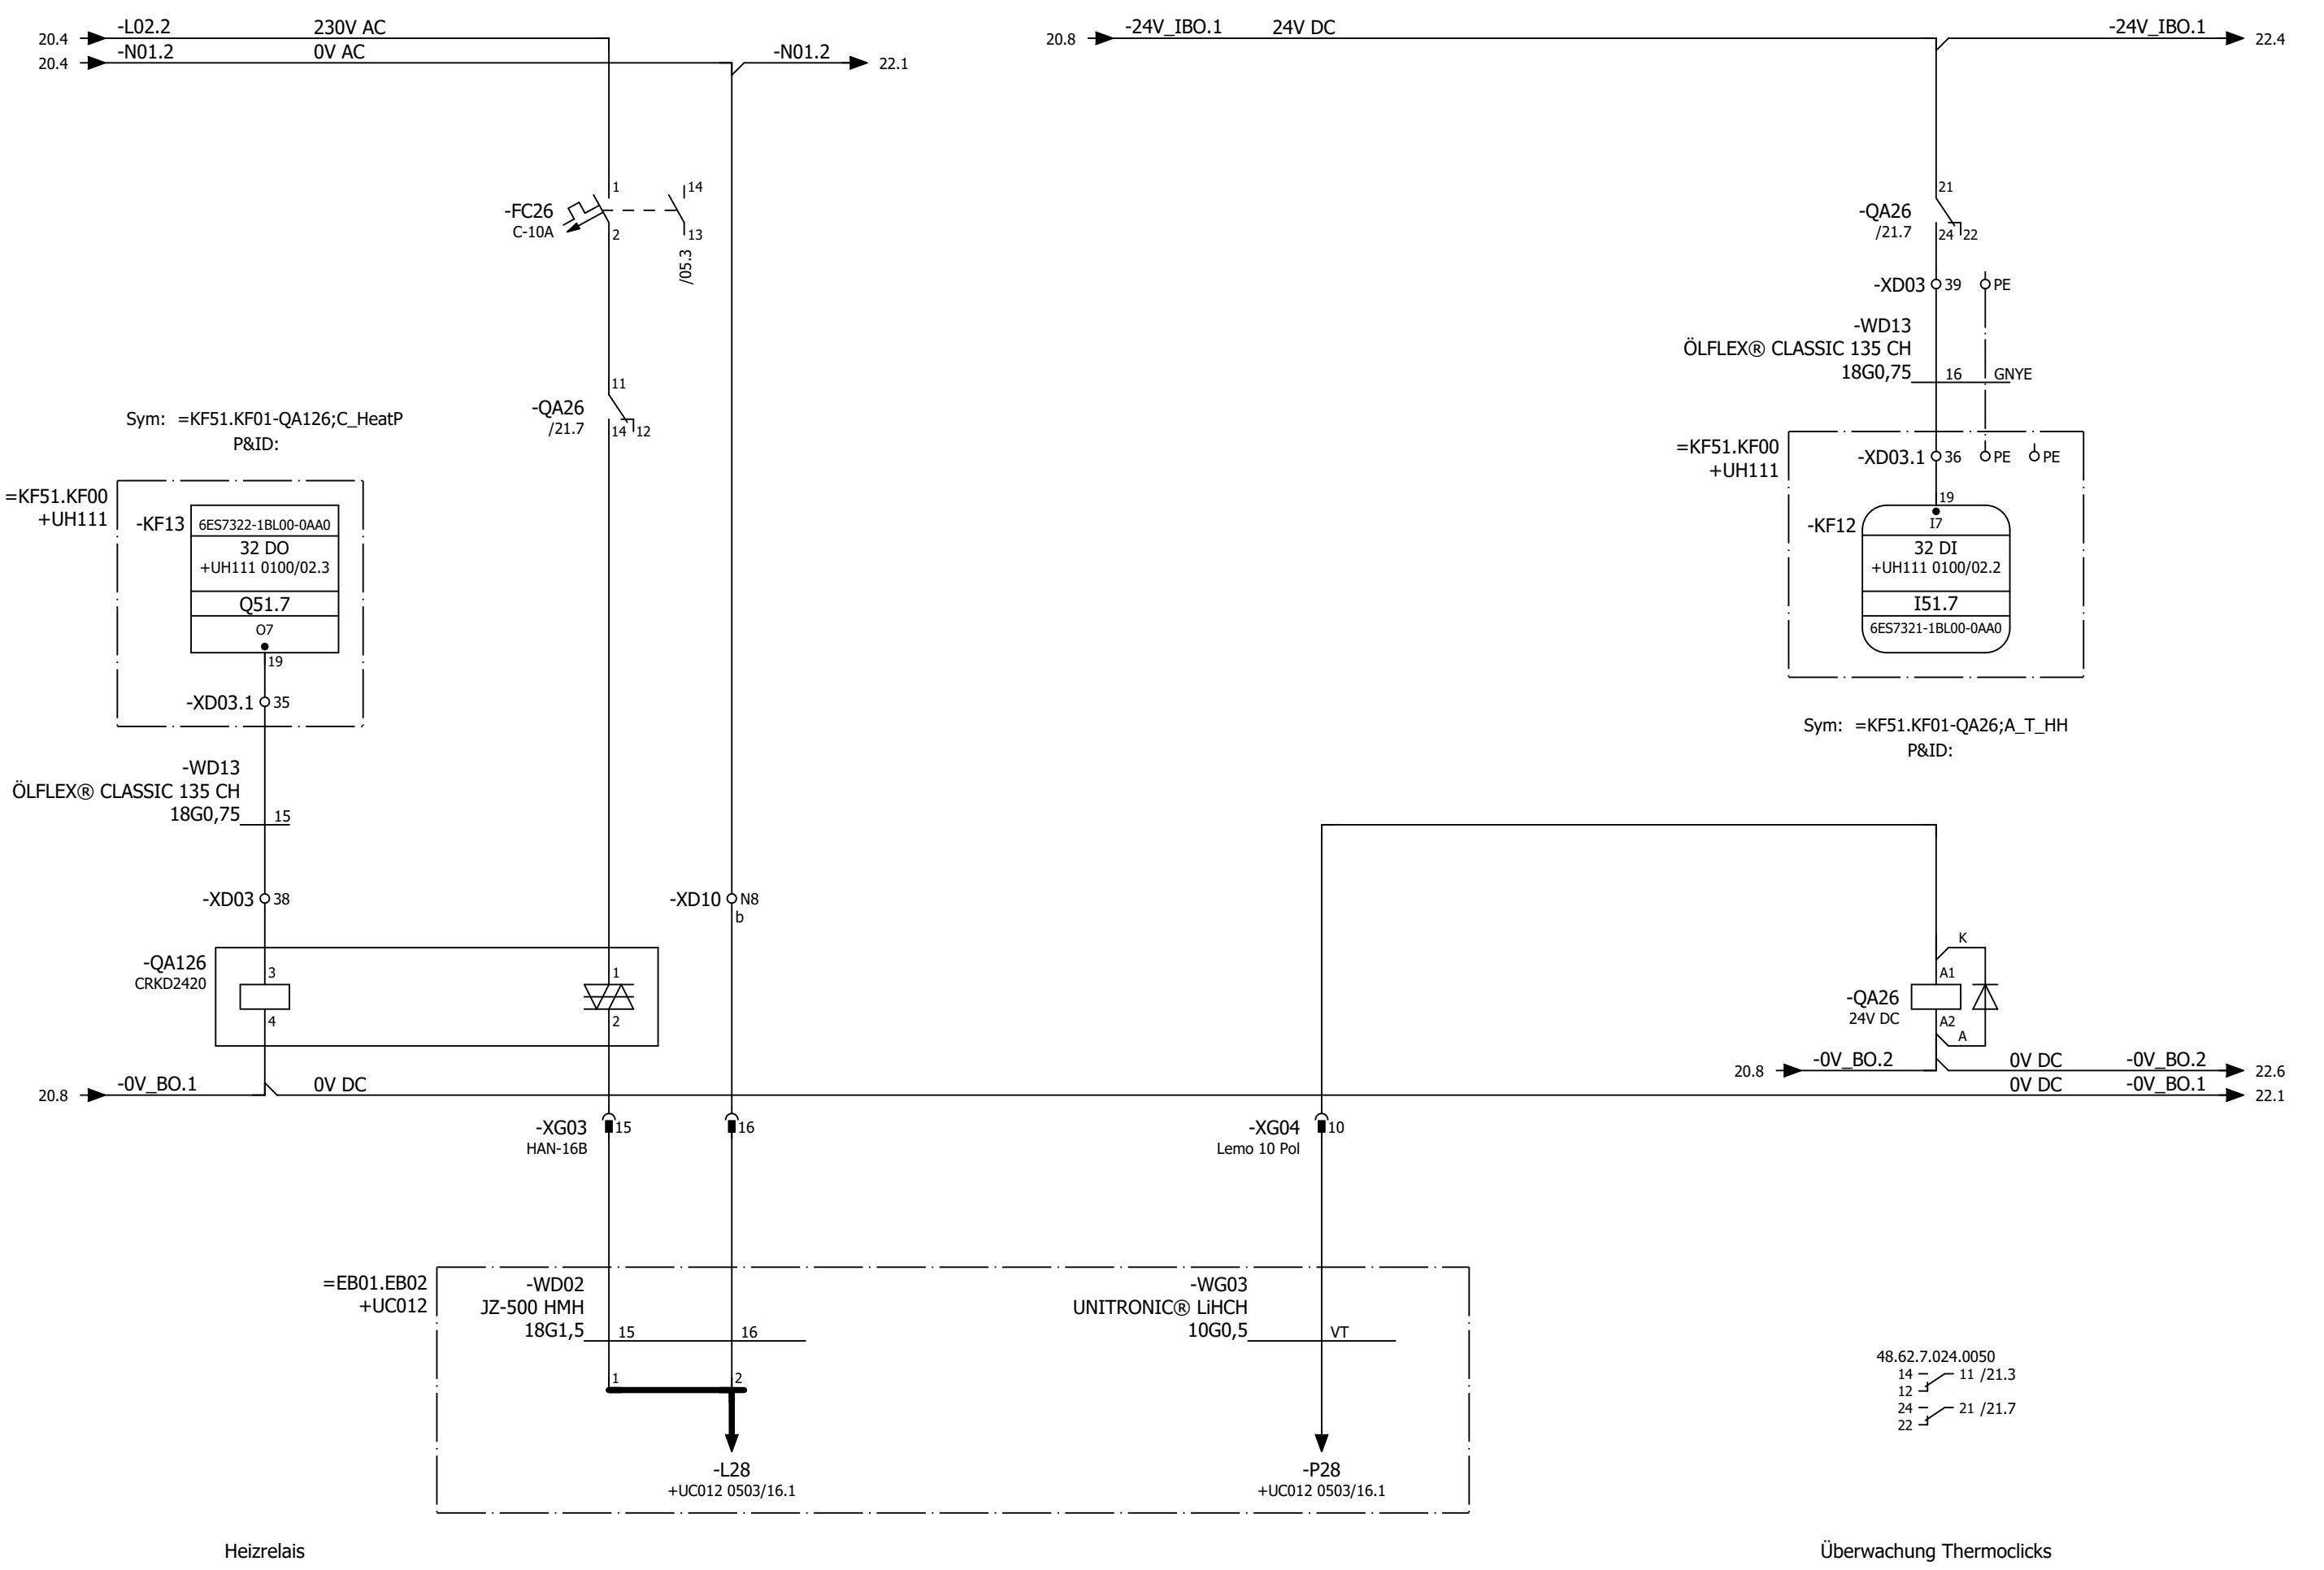 20.4 -L02.2 230V AC
20.4 -N01.2 0V AC
-N01.2 22.1
20.8 -24V_IBO.1 24V DC
-24V_IBO.1 22.4
-FC26
C-10A
1
2
14
13
/05.3
-QA26
/21.7
11
14 12
Sym: =KF51.KF01-QA126;C_HeatP
P&ID:
=KF51.KF00
+UH111
-KF13
6ES7322-1BL00-0AA0
32 DO
+UH111 0100/02.3
Q51.7
O7
19
-XD03.1 35
-WD13
ÖLFLEX® CLASSIC 135 CH
18G0,75 15
-XD03 38
-XD10 N8
b
-QA126
CRKD2420
3
4
1
2
20.8 -0V_BO.1 0V DC
-XG03 15 16
HAN-16B
-XG04 10
Lemo 10 Pol
=EB01.EB02
+UC012
-WD02
JZ-500 HMH
18G1,5 15 16
1 2
-L28
+UC012 0503/16.1
-WG03
UNITRONIC® LiHCH
10G0,5 VT
-P28
+UC012 0503/16.1
-QA26
/21.7
21
24 22
-XD03 39 PE
-WD13
ÖLFLEX® CLASSIC 135 CH
18G0,75 16 GNYE
=KF51.KF00
+UH111
-XD03.1 36 PE PE
19
-KF12
I7
32 DI
+UH111 0100/02.2
I51.7
6ES7321-1BL00-0AA0
Sym: =KF51.KF01-QA26;A_T_HH
P&ID:
K
A1
-QA26
24V DC
A2
A
20.8 -0V_BO.2 0V DC -0V_BO.2 22.6
0V DC -0V_BO.1 22.1
48.62.7.024.0050
14 11 /21.3
12
24 21 /21.7
22
Heizrelais
Überwachung Thermoclicks